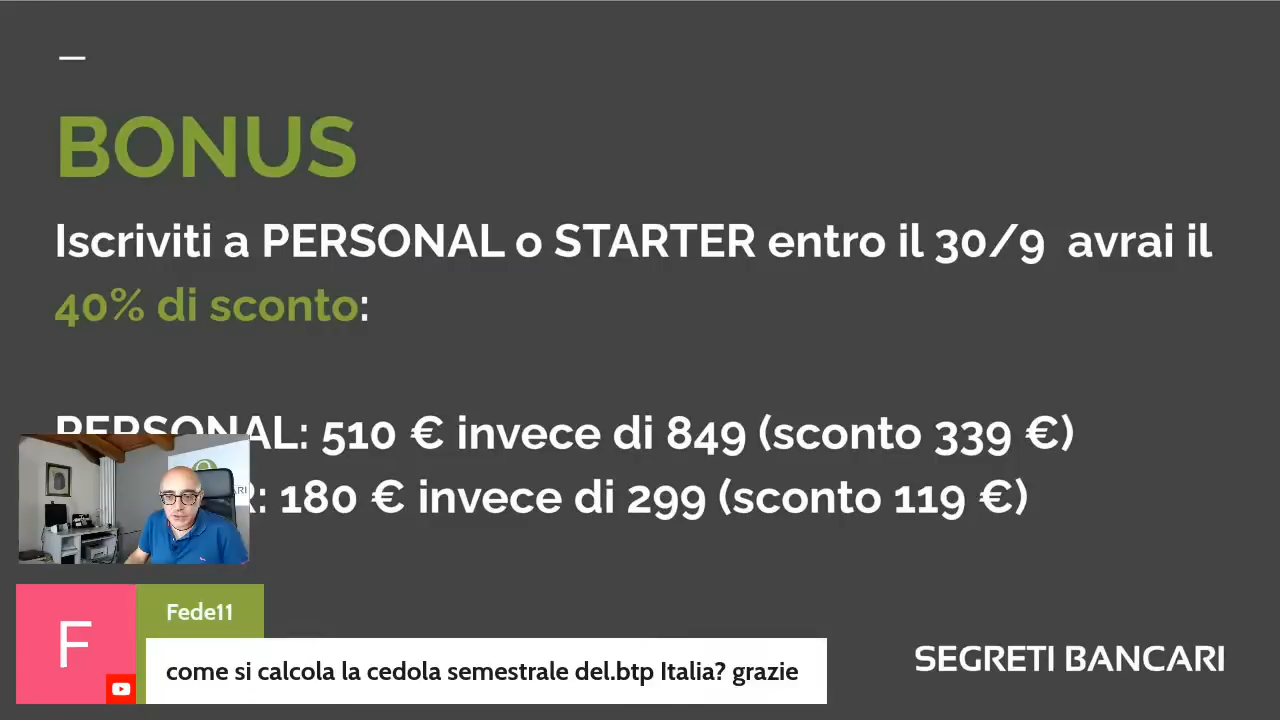 BONUS
Iscriviti a PERSONAL o STARTER entro il 30/9 avrai il
40% di sconto:
PERSONAL: 510 € invece di 849 (sconto 339 €)
R: 180 € invece di 299 (sconto 119 €)
F
Fede11
come si calcola la cedola semestrale del.btp Italia? grazie
SEGRETI BANCARI